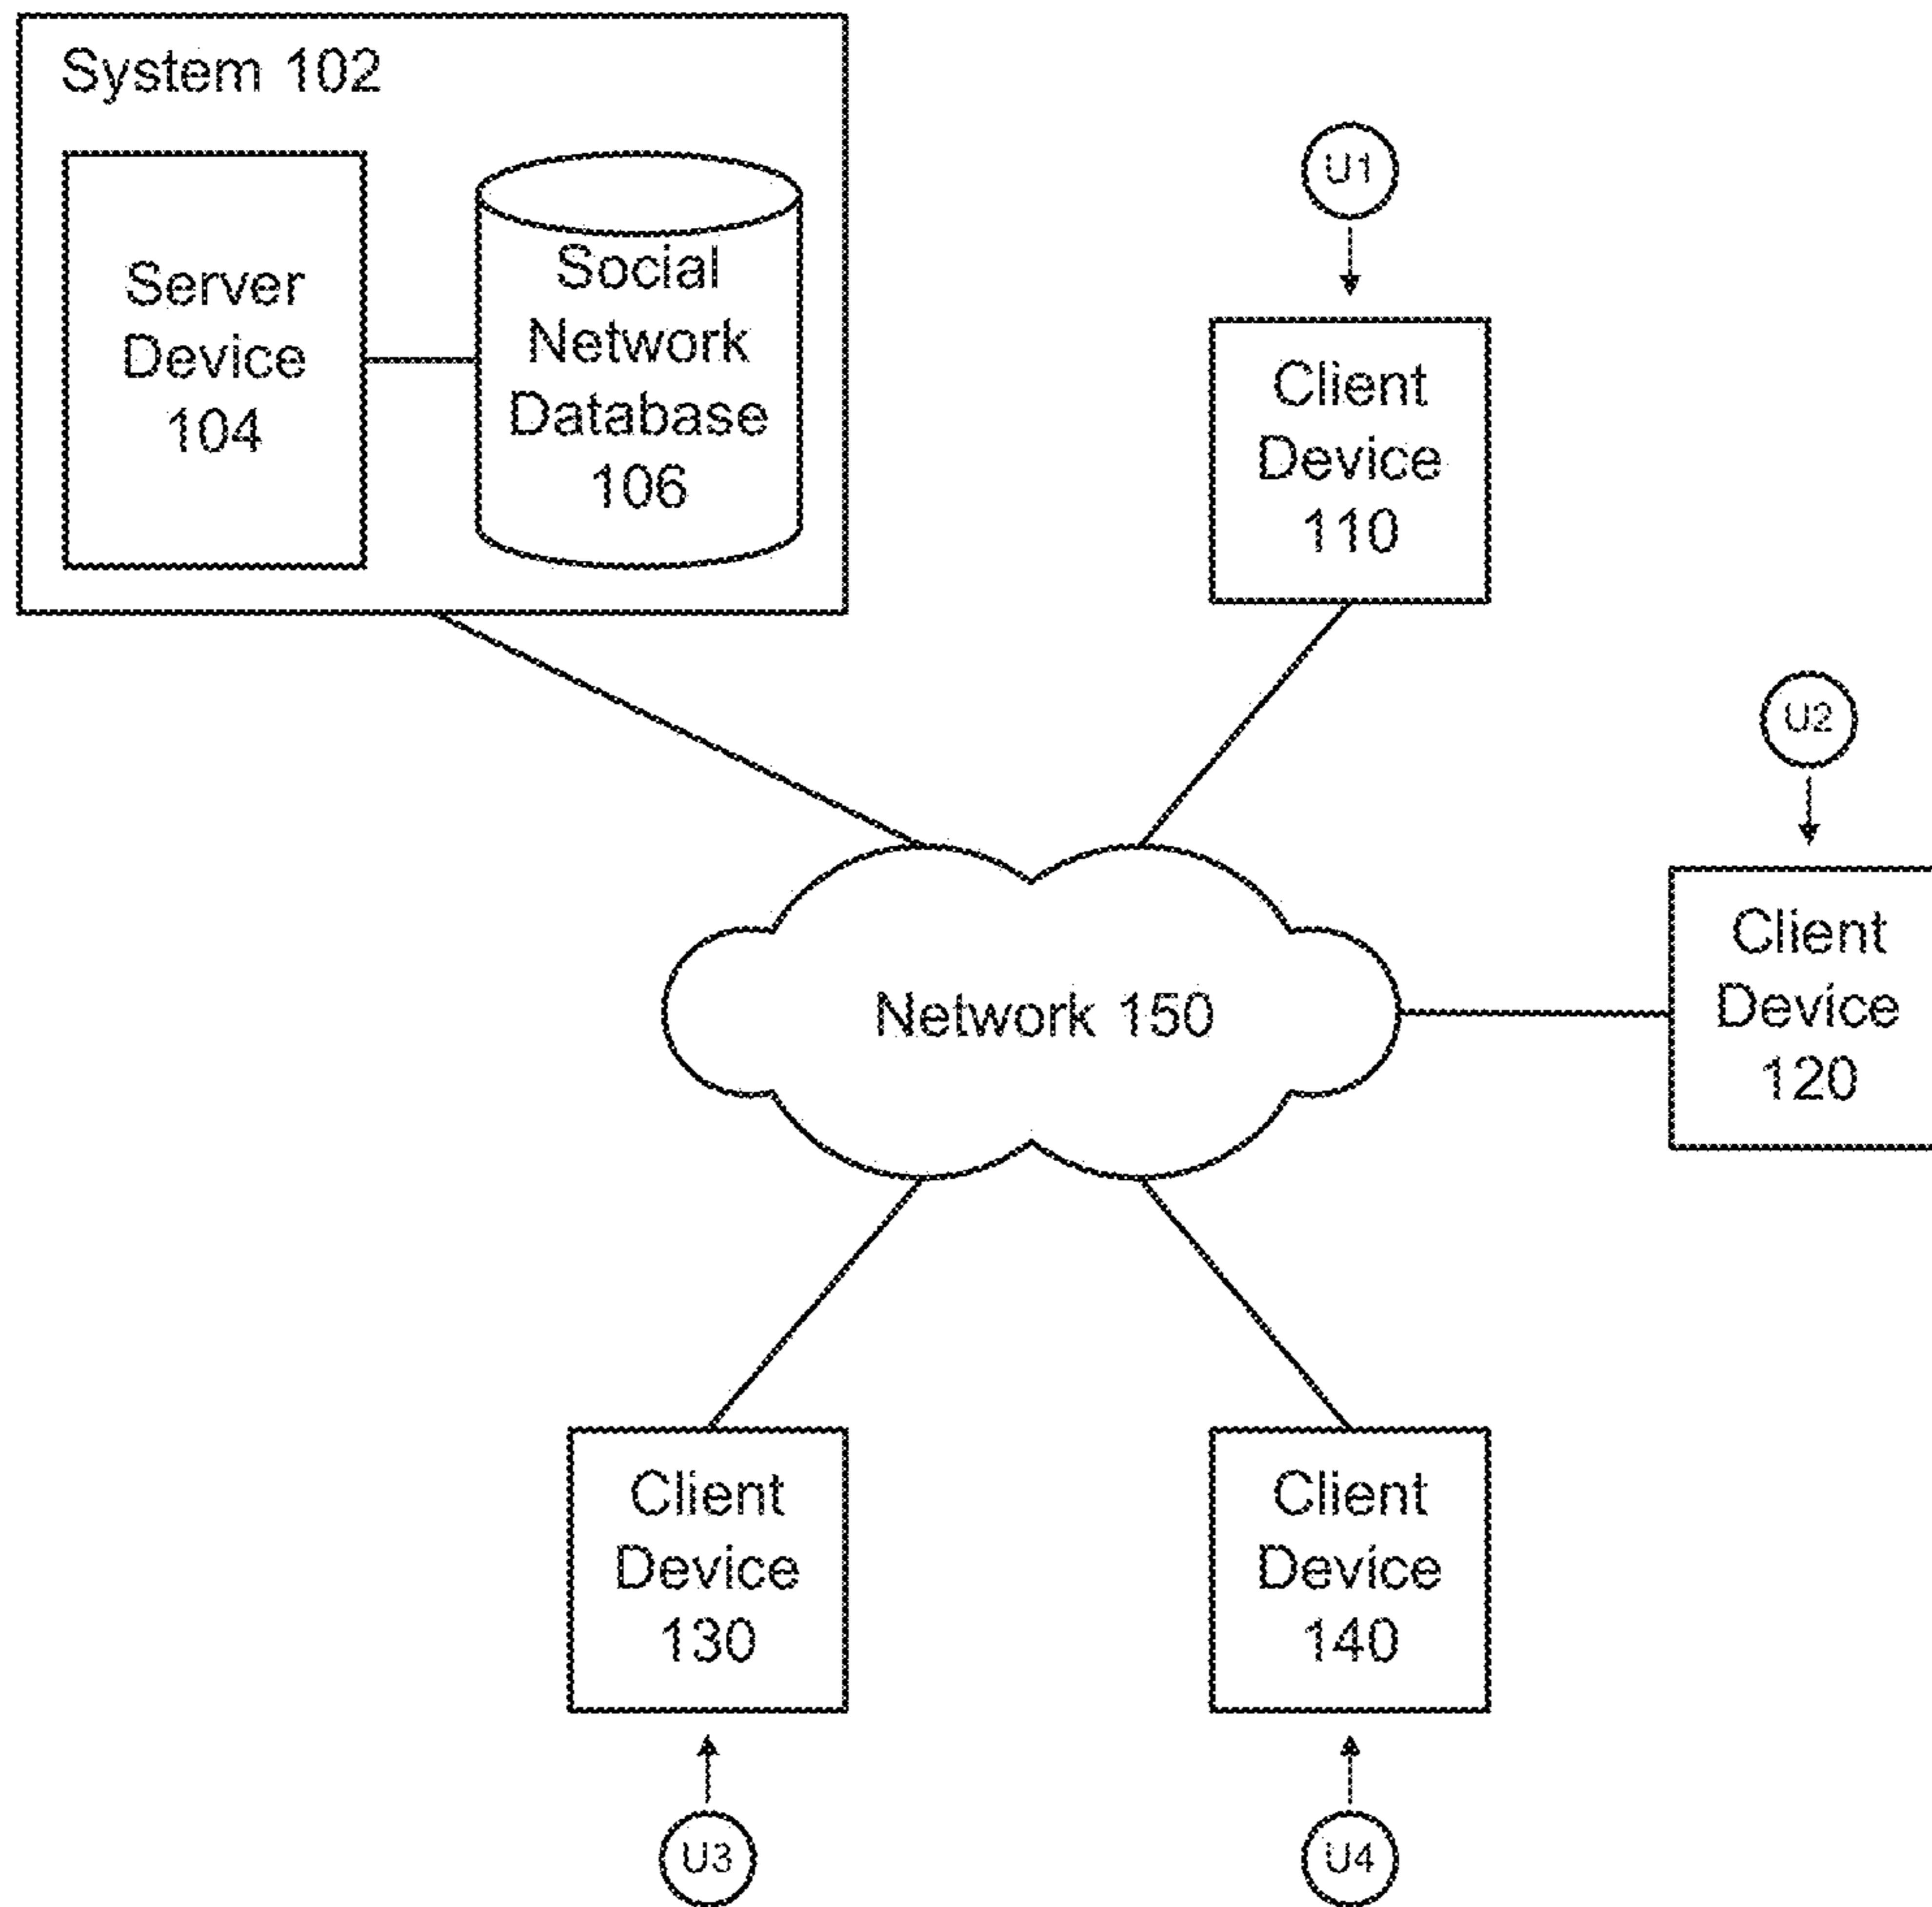 System 102
Server
Device
104
Social
Network
Database
106
U1
Client
Device
110
U2
Client
Device
120
Network 150
Client
Device
130
Client
Device
140
U3
U4